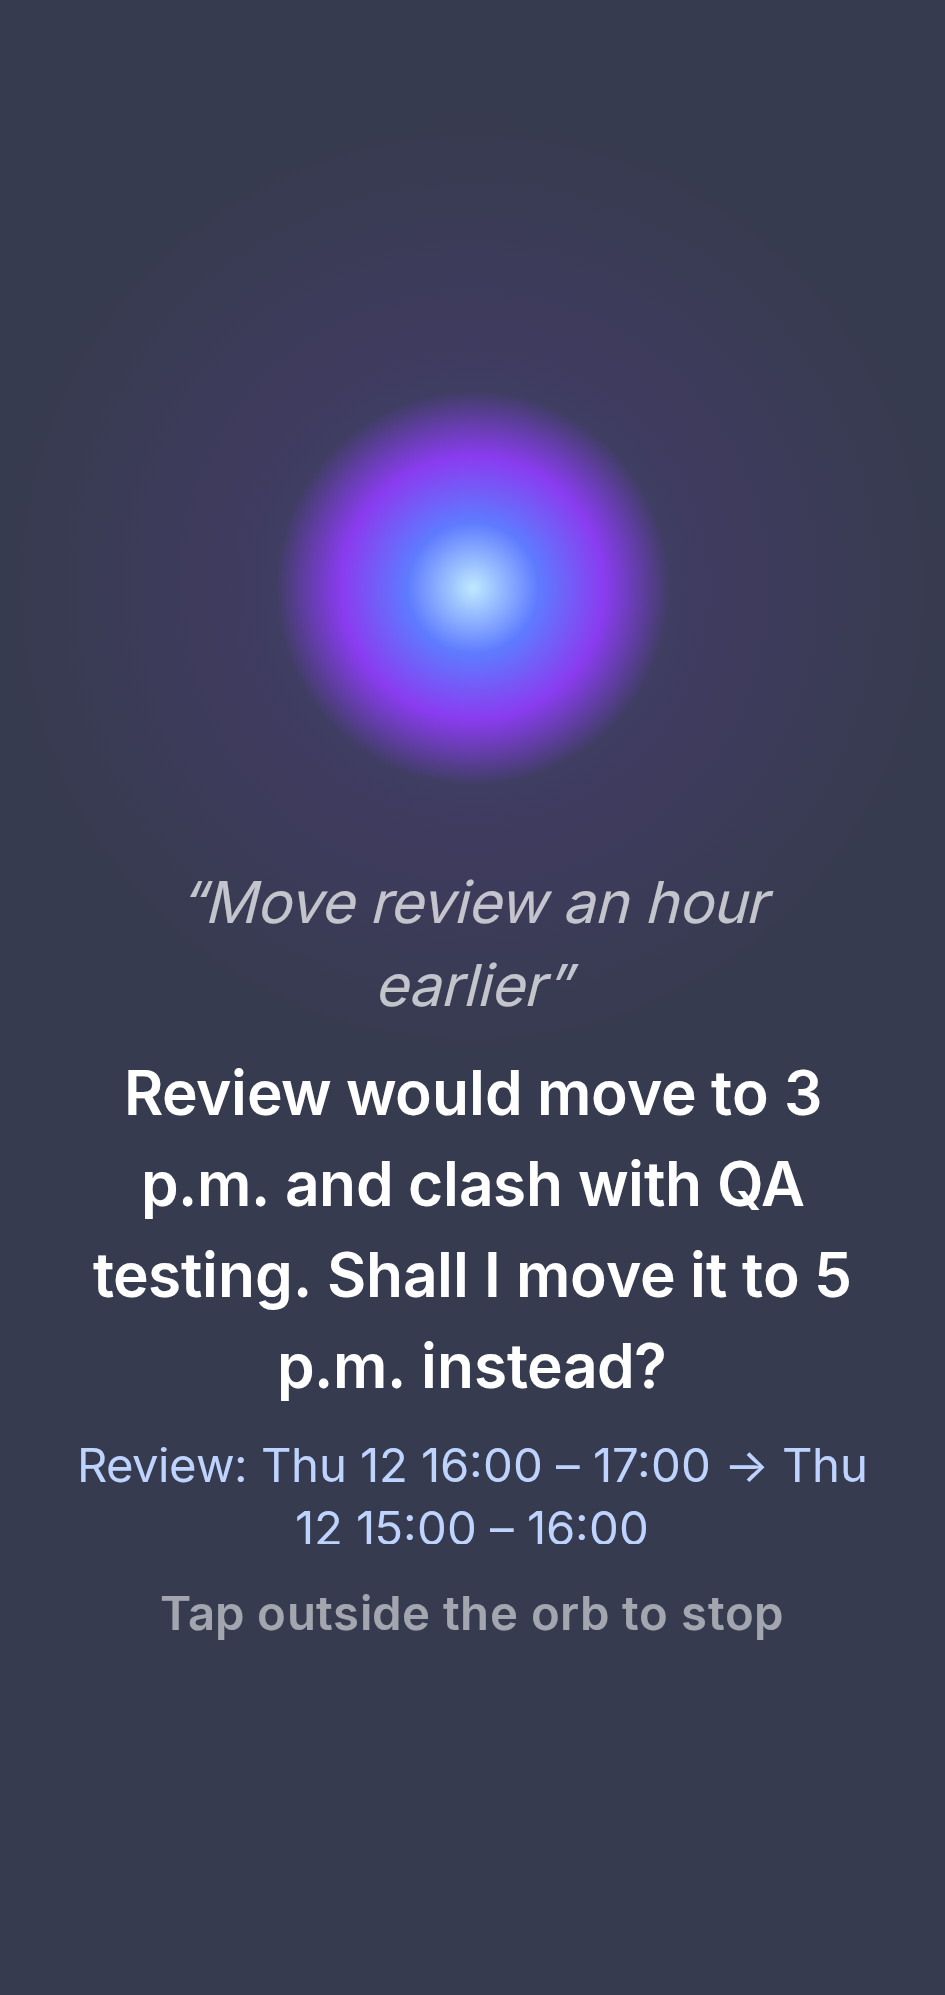 “Move review an hour
earlier”
Review would move to 3
p.m. and clash with QA
testing. Shall I move it to 5
p.m. instead?
Review: Thu 12 16:00 – 17:00 → Thu
12 15:00 – 16:00
Tap outside the orb to stop